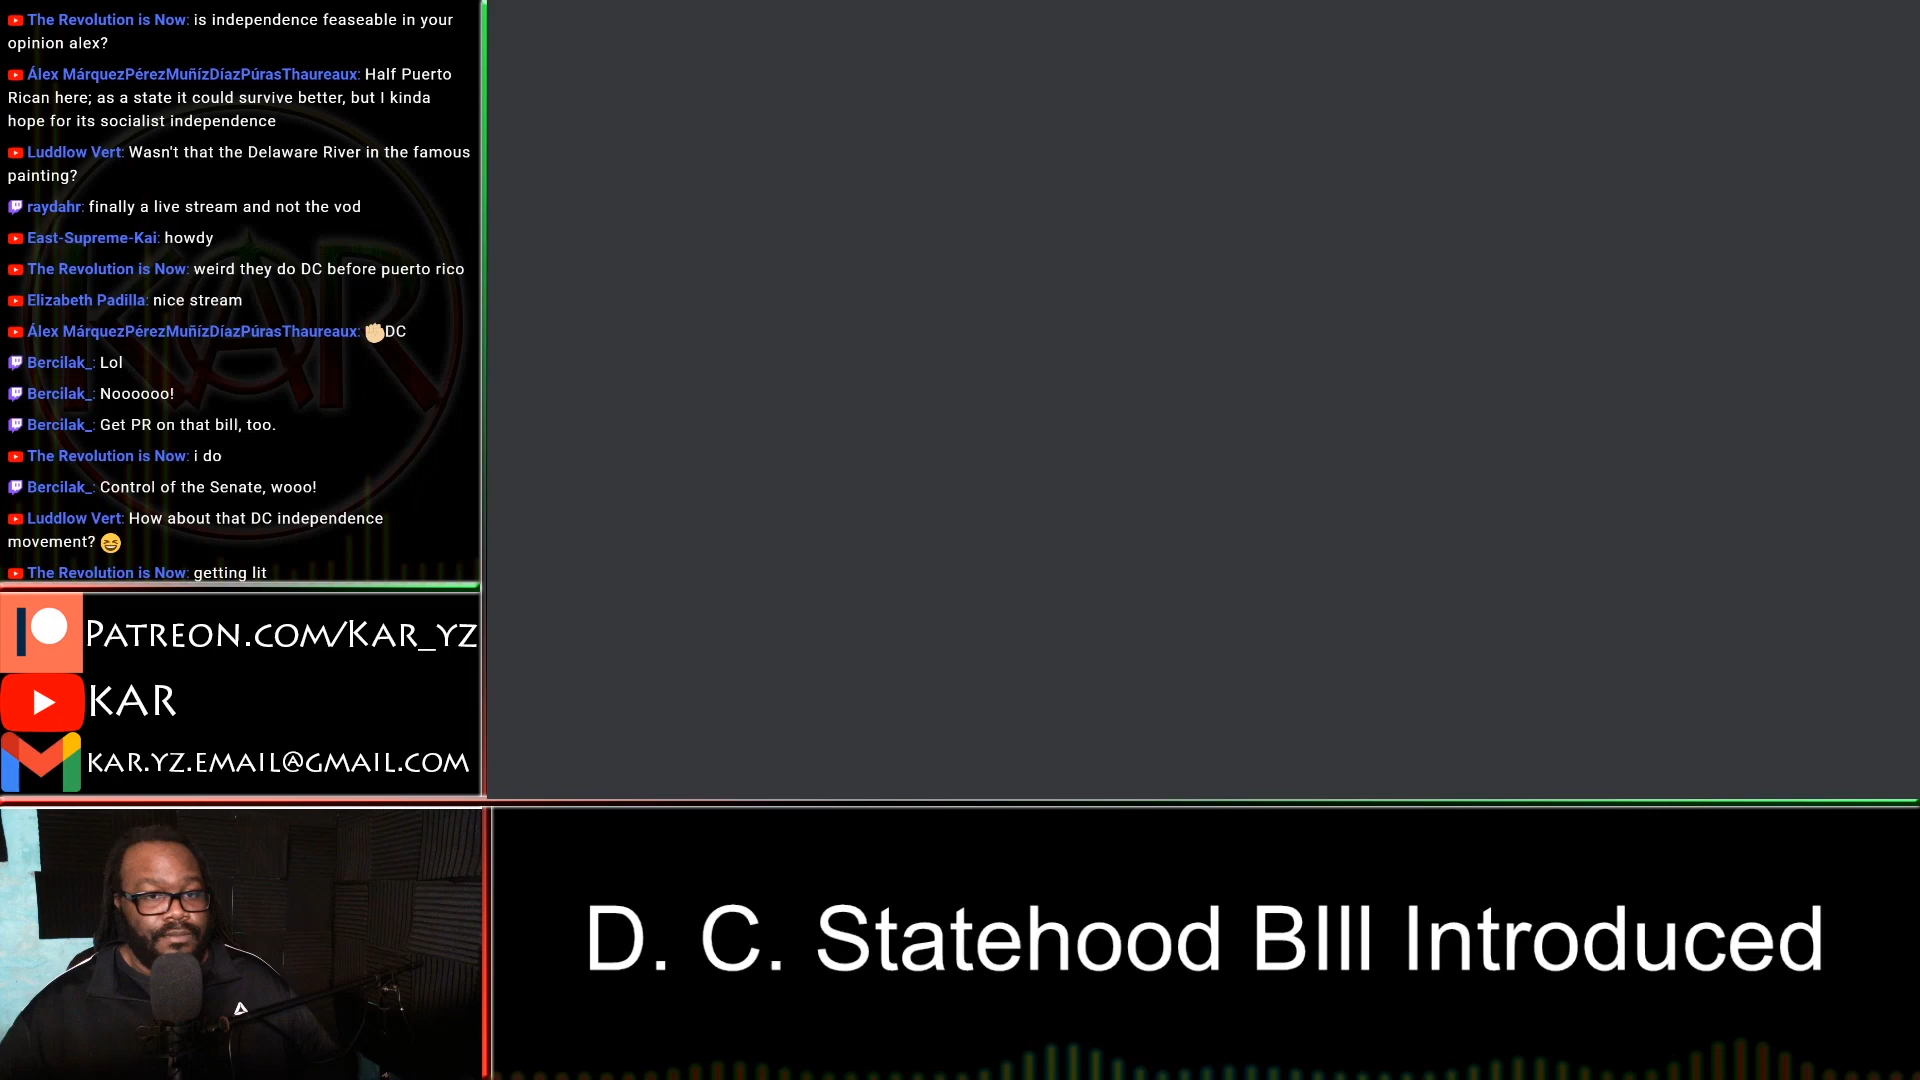 The Revolution is Now: is independence feaseable in your
opinion alex?
Álex MárquezPérezMuñízDíazPúrasThaureaux: Half Puerto
Rican here; as a state it could survive better, but I kinda
hope for its socialist independence
Luddlow Vert: Wasn't that the Delaware River in the famous
painting?
raydahr: finally a live stream and not the vod
East-Supreme-Kai: howdy
The Revolution is Now: weird they do DC before puerto rico
Elizabeth Padilla: nice stream
Álex MárquezPérezMuñízDíazPúrasThaureaux: ✊🏼DC
Bercilak_: Lol
Bercilak_: Noooooo!
Bercilak_: Get PR on that bill, too.
The Revolution is Now: i do
Bercilak_: Control of the Senate, wooo!
Luddlow Vert: How about that DC independence
movement? 😆
The Revolution is Now: getting lit
KAR
Patreon.com/Kar_yz
KAR
kar.yz.email@gmail.com
D. C. Statehood BIll Introduced